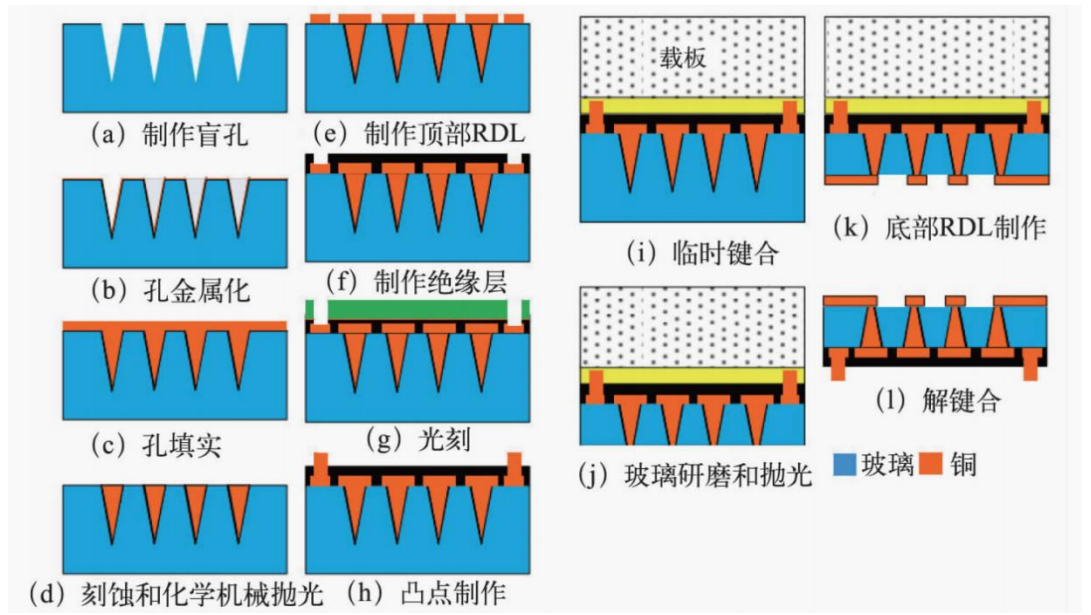 (a) 制作盲孔
(b) 孔金属化
(c) 孔填实
(d) 刻蚀和化学机械抛光
(e) 制作顶部RDL
(f) 制作绝缘层
(g) 光刻
(h) 凸点制作
载板
(i) 临时键合
(j) 玻璃研磨和抛光
(k) 底部RDL制作
(l) 解键合
玻璃 铜